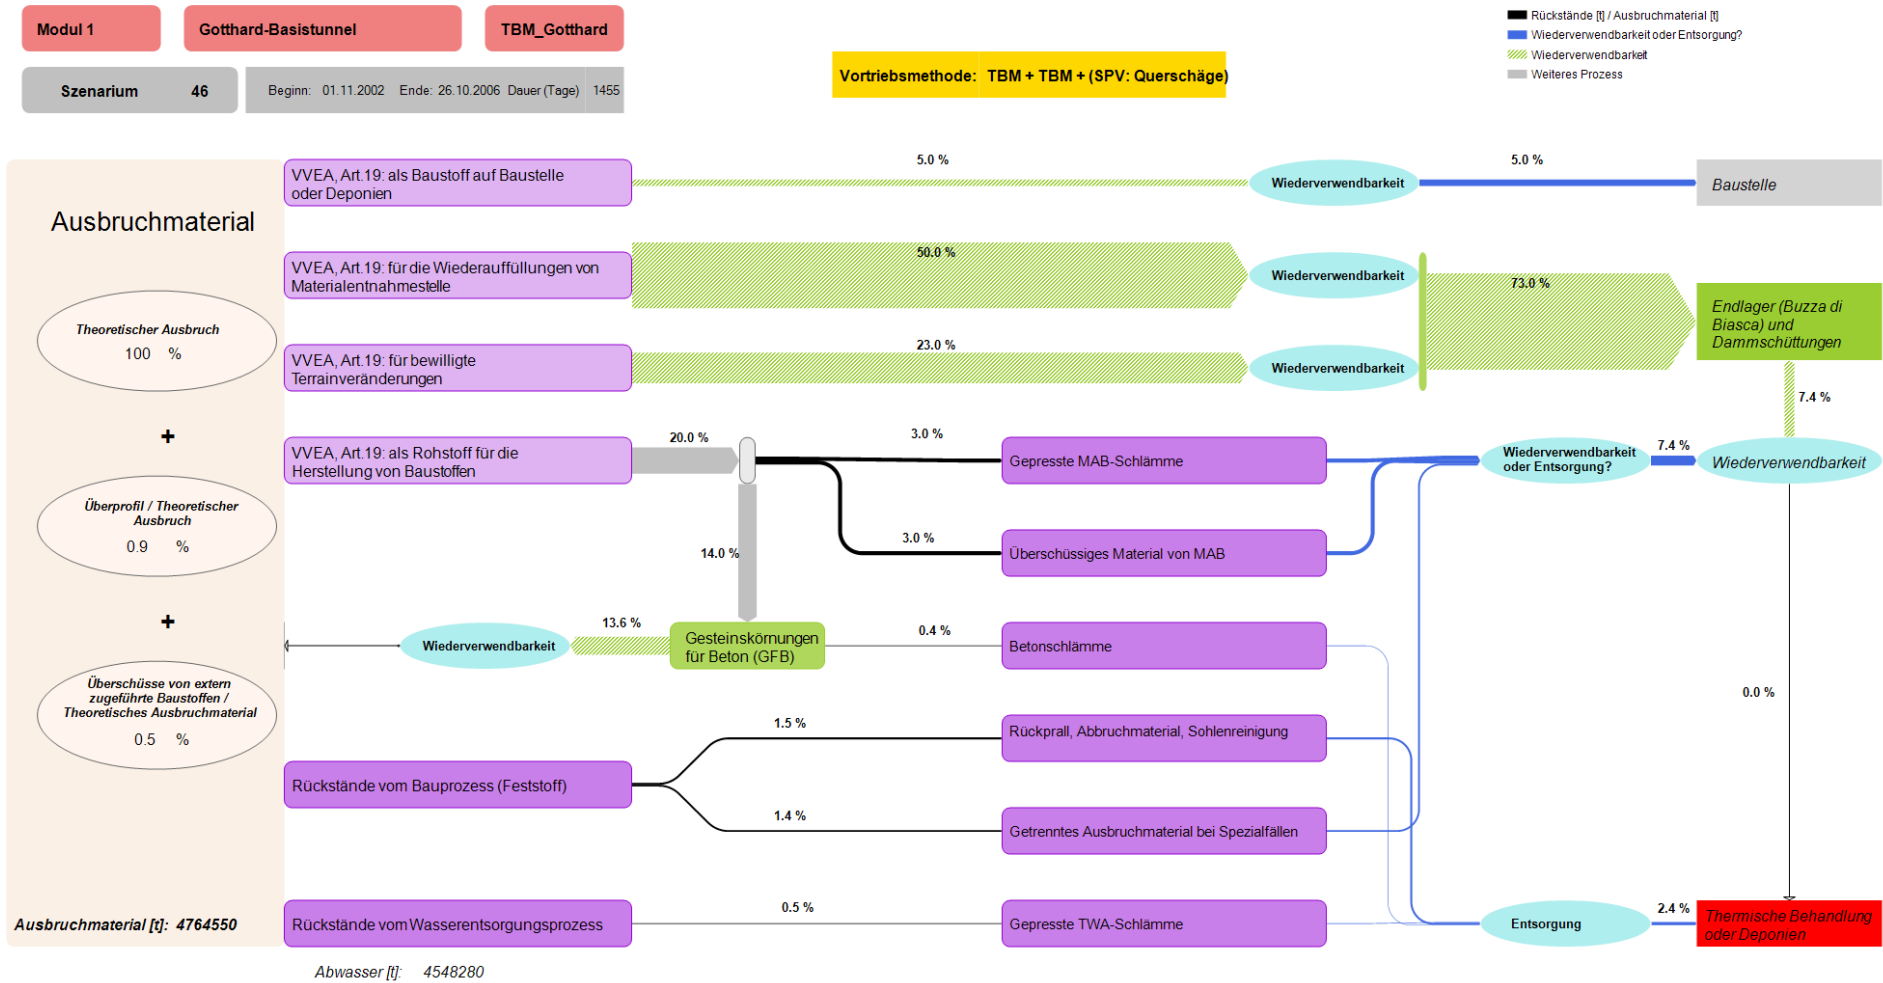 Modul 1
Gotthard-Basistunnel
TBM_Gotthard
Szenarium 46
Beginn: 01.11.2002 Ende: 26.10.2006 Dauer (Tage) 1455
Vortriebsmethode: TBM + TBM + (SPV: Querschäge)
Rückstände [t] / Ausbruchmaterial [t]
Wiederverwendbarkeit oder Entsorgung?
Wiederverwendbarkeit
Weiteres Prozess
Ausbruchmaterial
Theoretischer Ausbruch
100 %
+
Überprofil / Theoretischer
Ausbruch
0.9 %
+
Überschüsse von extern
zugeführte Baustoffen /
Theoretisches Ausbruchmaterial
0.5 %
Ausbruchmaterial [t]: 4764550
VVEA, Art.19: als Baustoff auf Baustelle
oder Deponien
5.0 %
Wiederverwendbarkeit
5.0 %
Baustelle
VVEA, Art.19: für die Wiederauffüllungen von
Materialentnahmestelle
50.0 %
Wiederverwendbarkeit
73.0 %
Endlager (Buzza di
Biasca) und
Dammschüttungen
VVEA, Art.19: für bewilligte
Terrainveränderungen
23.0 %
Wiederverwendbarkeit
7.4 %
VVEA, Art.19: als Rohstoff für die
Herstellung von Baustoffen
20.0 %
3.0 %
Gepresste MAB-Schlämme
Wiederverwendbarkeit
oder Entsorgung?
7.4 %
Wiederverwendbarkeit
14.0 %
3.0 %
Überschüssiges Material von MAB
Wiederverwendbarkeit
13.6 %
Gesteinskörnungen
für Beton (GFB)
0.4 %
Betonschlämme
0.0 %
Rückstände vom Bauprozess (Feststoff)
1.5 %
Rückprall, Abbruchmaterial, Sohlenreinigung
1.4 %
Getrenntes Ausbruchmaterial bei Spezialfällen
Rückstände vom Wasserentsorgungsprozess
0.5 %
Gepresste TWA-Schlämme
Entsorgung
2.4 %
Thermische Behandlung
oder Deponien
Abwasser [t]: 4548280